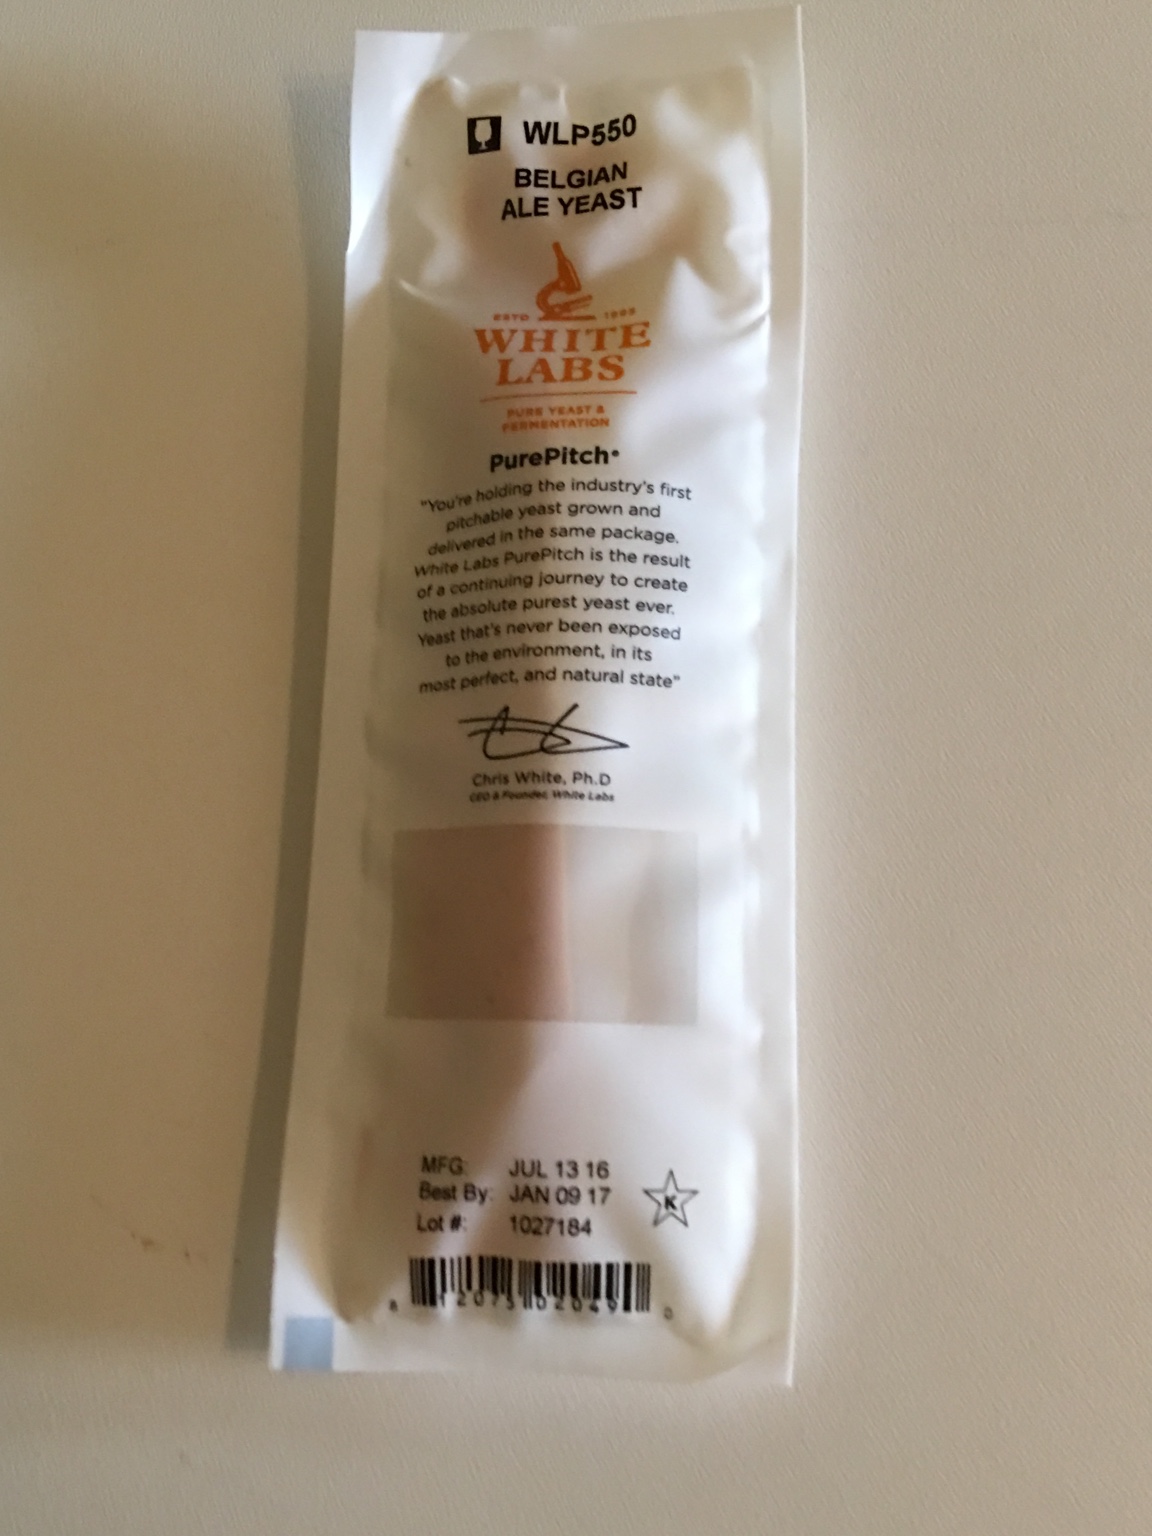 WLP550
BELGIAN
ALE YEAST
ESTD 1995
WHITE
LABS
PURE YEAST &
FERMENTATION
PurePitch®
"You're holding the industry's first
pitchable yeast grown and
delivered in the same package.
White Labs PurePitch is the result
of a continuing journey to create
the absolute purest yeast ever.
Yeast that's never been exposed
to the environment, in its
most perfect, and natural state"
Chris White, Ph.D
CEO & Founder, White Labs
MFG: JUL 13 16
Best By: JAN 09 17
K
Lot #: 1027184